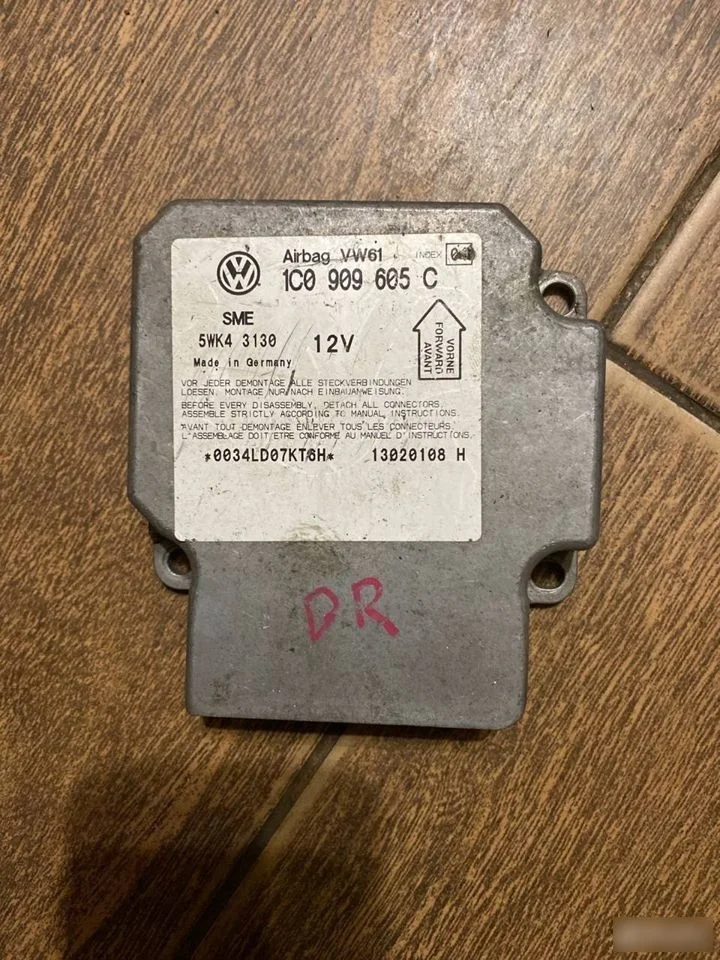 Airbag VW61 INDEX
1C0 909 605 C
SME
5WK4 3130 12V
Made in Germany
VORNE
FORWARD
AVANT
VOR JEDER DEMONTAGE ALLE STECKVERBINDUNGEN
LOESEN. MONTAGE NUR NACH EINBAUANWEISUNG.
BEFORE EVERY DISASSEMBLY, DETACH ALL CONNECTORS.
ASSEMBLE STRICTLY ACCORDING TO MANUAL INSTRUCTIONS.
AVANT TOUT DEMONTAGE ENLEVER TOUS LES CONNECTEURS.
L'ASSEMBLAGE DOIT ETRE CONFORME AU MANUEL D'INSTRUCTIONS.
*0034LD07KT6H* 13020108 H
DR